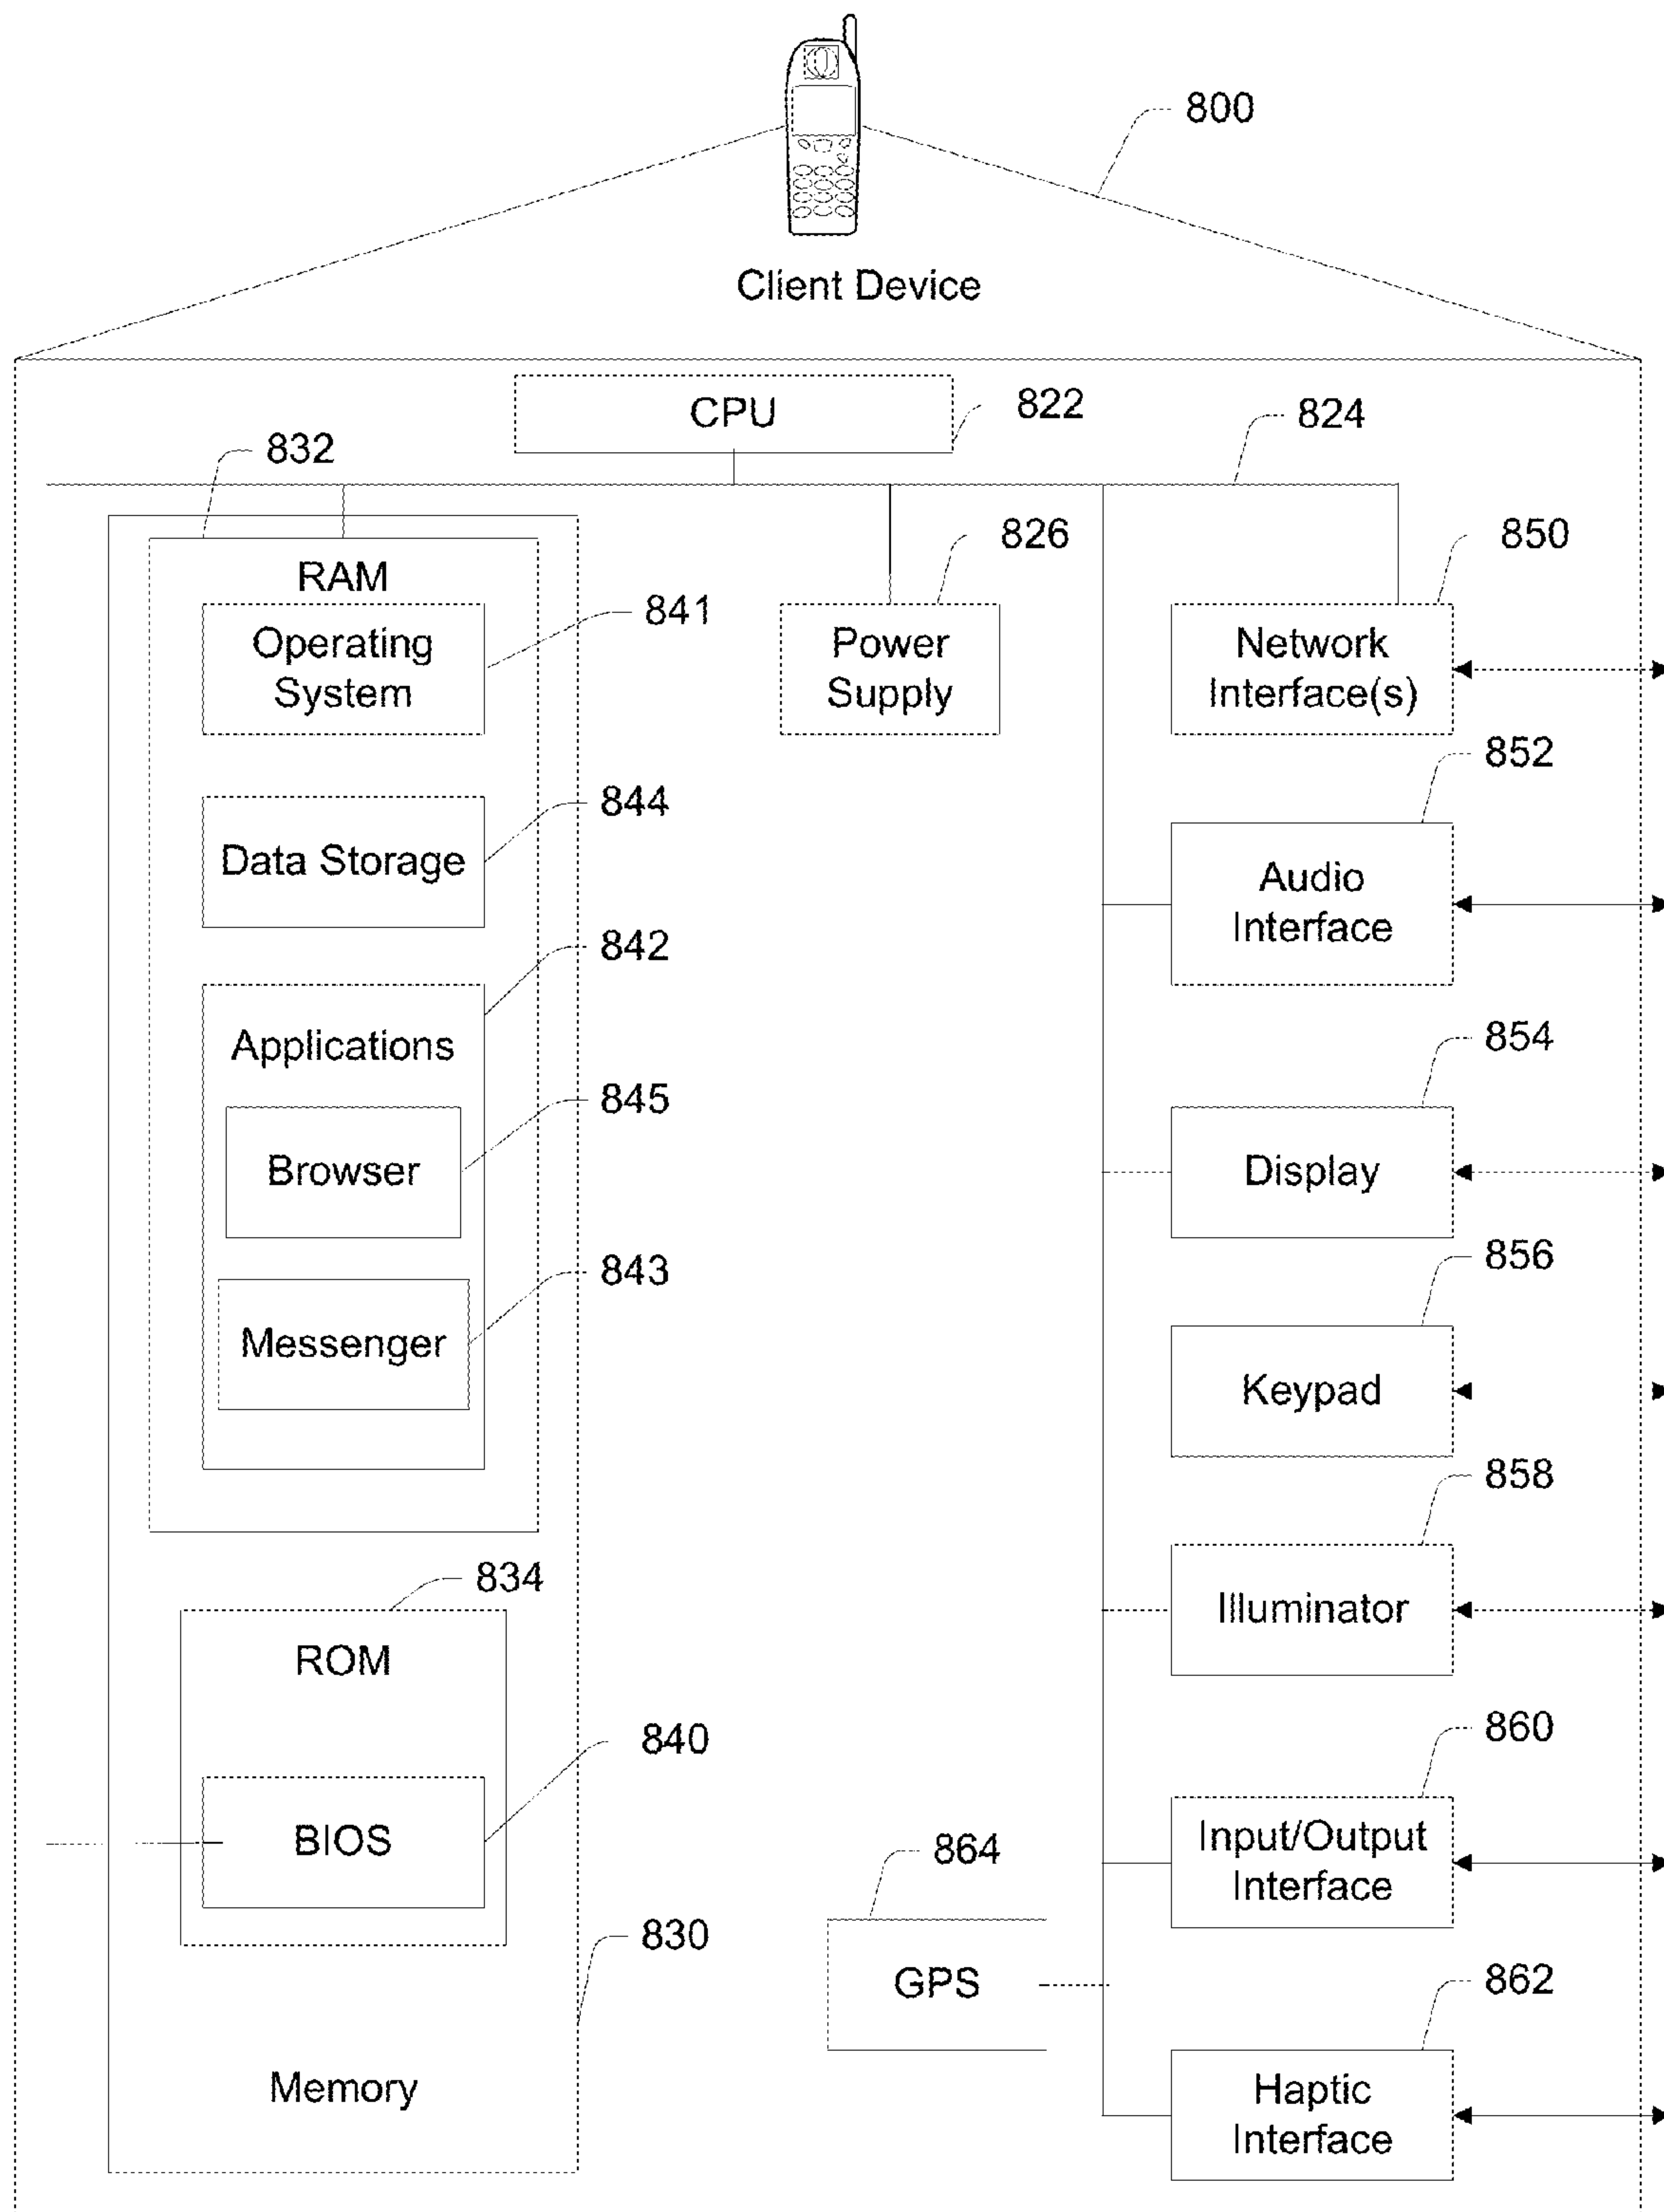 800
Client Device
CPU
822
824
832
826
850
RAM
Operating
System
841
Power
Supply
Network
Interface(s)
852
844
Data Storage
Audio
Interface
842
Applications
854
845
Browser
Display
856
843
Messenger
Keypad
858
834
Illuminator
ROM
860
840
BIOS
Input/Output
Interface
864
830
GPS
862
Memory
Haptic
Interface